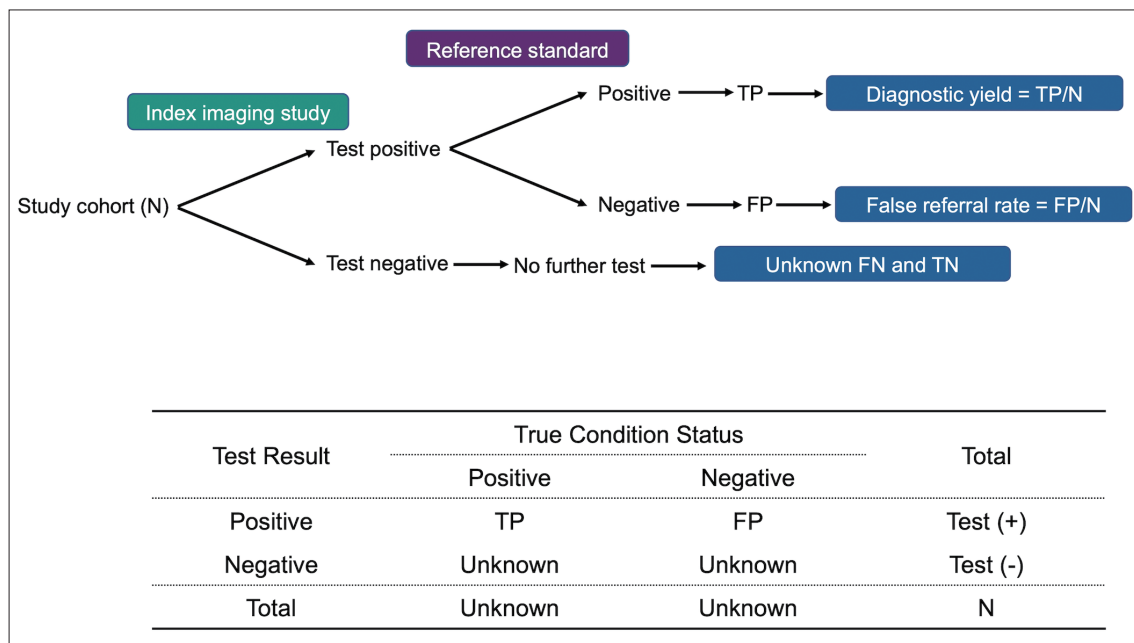 Reference standard
Positive
TP
Diagnostic yield = TP/N
Index imaging study
Test positive
Study cohort (N)
Negative
FP
False referral rate = FP/N
Test negative
No further test
Unknown FN and TN
Test Result
True Condition Status
Total
Positive
Negative
Positive
TP
FP
Test (+)
Negative
Unknown
Unknown
Test (-)
Total
Unknown
Unknown
N